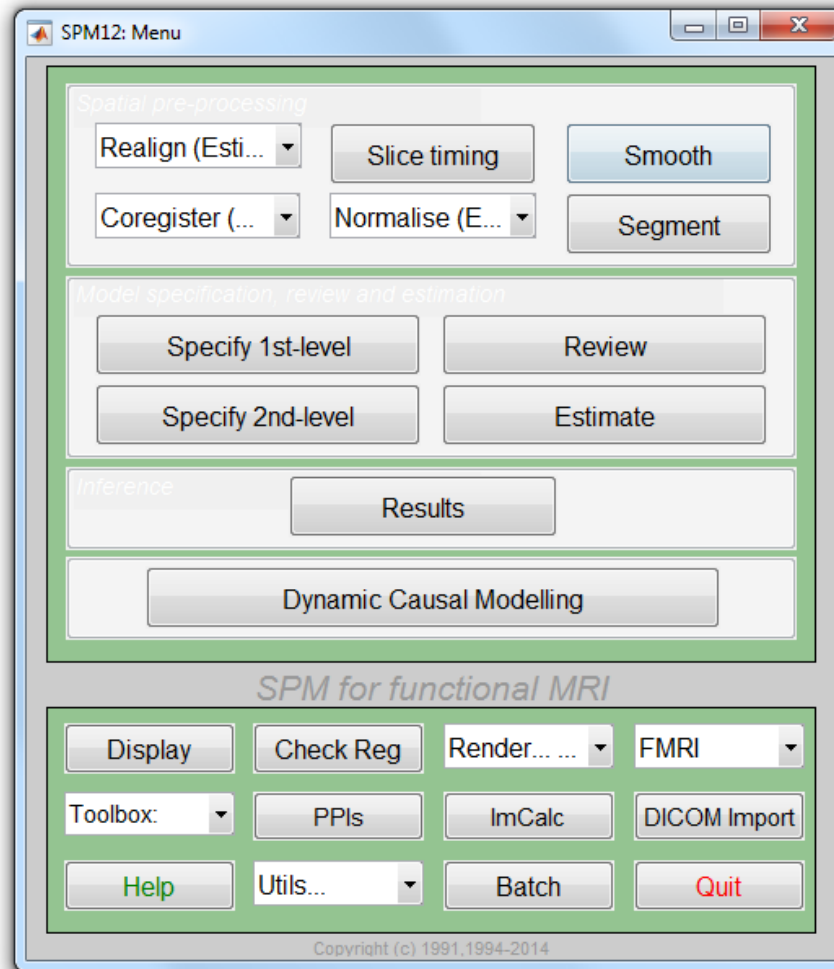 SPM12: Menu
Spatial pre-processing
Realign (Esti...
Slice timing
Smooth
Coregister (...
Normalise (E...
Segment
Model specification, review and estimation
Specify 1st-level
Review
Specify 2nd-level
Estimate
Inference
Results
Dynamic Causal Modelling
SPM for functional MRI
Display
Check Reg
Render... ...
FMRI
Toolbox:
PPIs
ImCalc
DICOM Import
Help
Utils...
Batch
Quit
Copyright (c) 1991,1994-2014